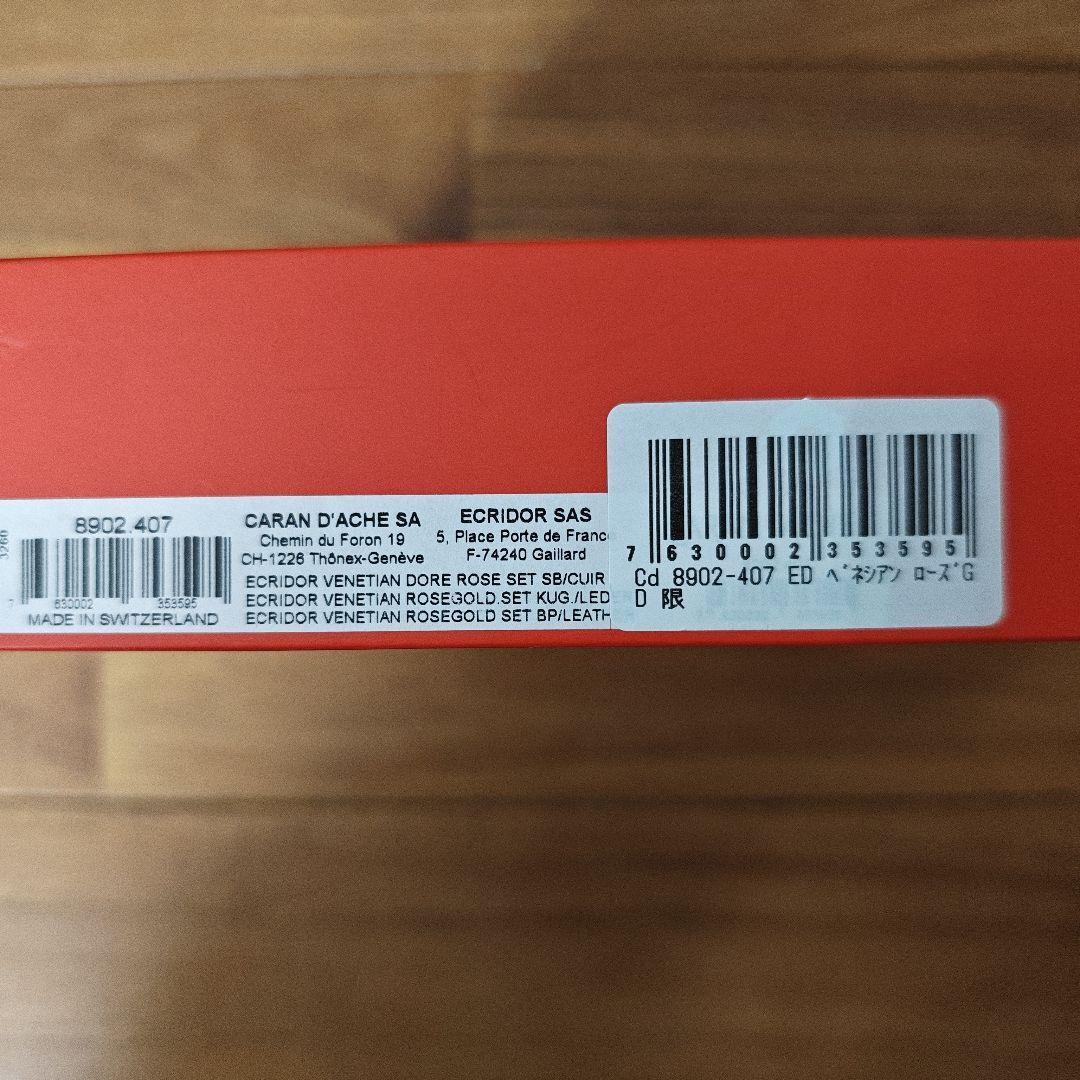 3260
8902.407
7 630002 353595
MADE IN SWITZERLAND
CARAN D'ACHE SA
Chemin du Foron 19
CH-1226 Thônex-Genève
ECRIDOR SAS
5, Place Porte de Franc
F-74240 Gaillard
ECRIDOR VENETIAN DORE ROSE SET SB/CUIR
ECRIDOR VENETIAN ROSEGOLD.SET KUG./LEDE
ECRIDOR VENETIAN ROSEGOLD SET BP/LEATH
7 630002 353595
Cd 8902-407 ED ﾍﾞﾈｼｱﾝ ﾛｰｽﾞG
D 限